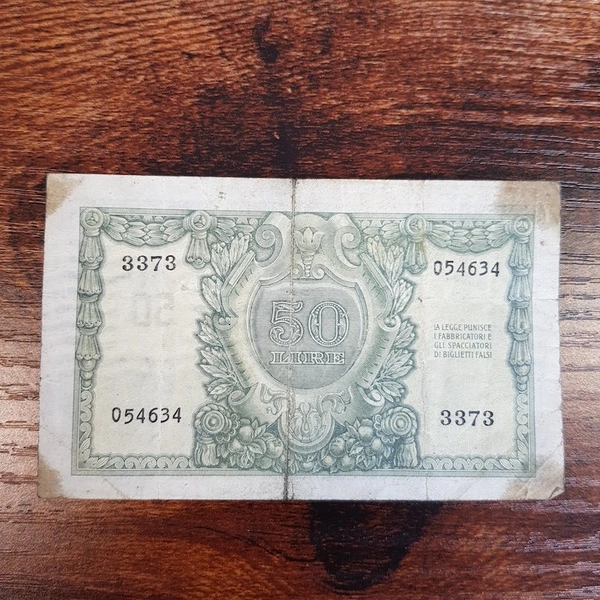 3373
054634
50
LIRE
LA LEGGE PUNISCE
I FABBRICATORI E
GLI SPACCIATORI
DI BIGLIETTI FALSI
054634
3373